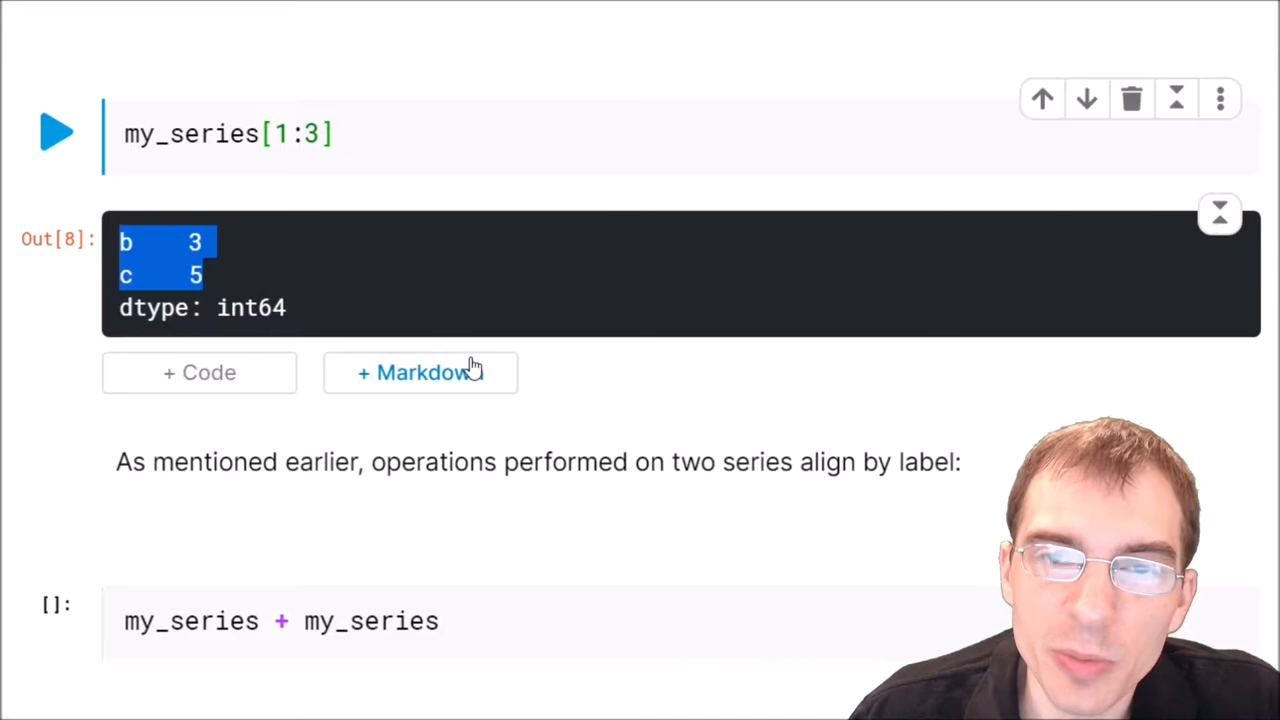 my_series[1:3]
Out[8]:
b 3
c 5
dtype: int64
+ Code + Markdown
As mentioned earlier, operations performed on two series align by label:
[]:
my_series + my_series